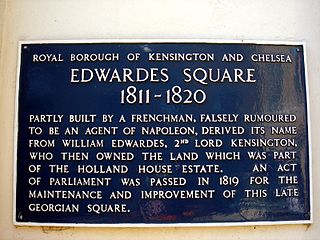 ROYAL BOROUGH OF KENSINGTON AND CHELSEA
EDWARDES SQUARE
1811-1820
PARTLY BUILT BY A FRENCHMAN, FALSELY RUMOURED
TO BE AN AGENT OF NAPOLEON, DERIVED ITS NAME
FROM WILLIAM EDWARDES, 2ND LORD KENSINGTON,
WHO THEN OWNED THE LAND WHICH WAS PART
OF THE HOLLAND HOUSE ESTATE. AN ACT
OF PARLIAMENT WAS PASSED IN 1819 FOR THE
MAINTENANCE AND IMPROVEMENT OF THIS LATE
GEORGIAN SQUARE.